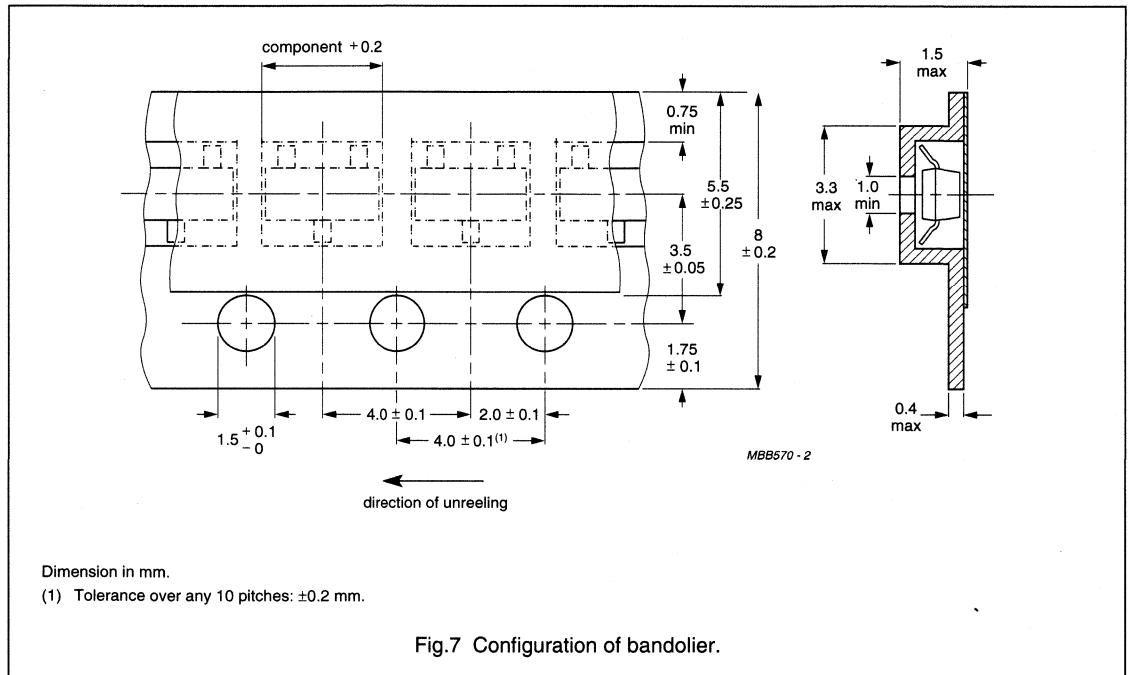 component +0.2
1.5
max
0.75
min
5.5
±0.25
8
±0.2
3.5
±0.05
3.3
max
1.0
min
1.75
±0.1
4.0 ± 0.1
2.0 ± 0.1
1.5 +0.1 −0
4.0 ± 0.1(1)
0.4
max
MBB570 - 2
direction of unreeling
Dimension in mm.
(1) Tolerance over any 10 pitches: ±0.2 mm.
Fig.7 Configuration of bandolier.